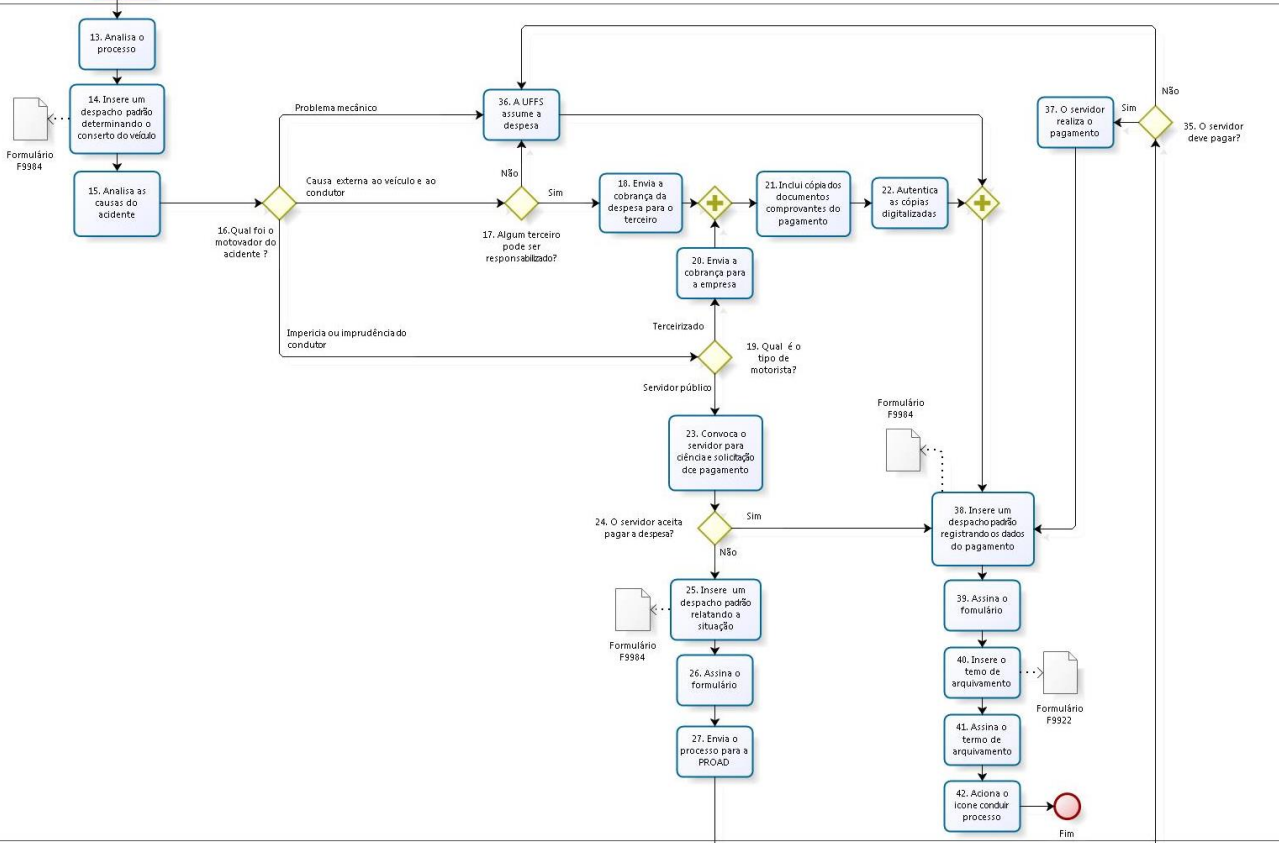 13. Analisa o
processo
14. Insere um
despacho padrão
determinando o
conserto do veículo
Formulário
F9984
15. Analisa as
causas do
acidente
16.Qual foi o
motovador do
acidente ?
Problema mecânico
Causa externa ao veículo e ao
condutor
Impericia ou imprudência do
condutor
36. A UFFS
assume a
despesa
Não
Sim
17. Algum terceiro
pode ser
responsabilizado?
18. Envia a
cobrança da
despesa para o
terceiro
21.Inclui cópia dos
documentos
comprovantes do
pagamento
22. Autentica
as cópias
digitalizadas
20. Envia a
cobrança para
a empresa
Terceirizado
19. Qual é o
tipo de
motorista?
Servidor público
23. Convoca o
servidor para
ciência e solicitação
dce pagamento
24. O servidor aceita
pagar a despesa?
Sim
Não
25. Insere um
despacho padrão
relatando a
situação
Formulário
F9984
26. Assina o
formulário
27. Envia o
processo para a
PROAD
37. O servidor
realiza o
pagamento
Sim
Não
35. O servidor
deve pagar?
Formulário
F9984
38. Insere um
despacho padrão
registrando os dados
do pagamento
39. Assina o
fomulário
40. Insere o
temo de
arquivamento
Formulário
F9922
41. Assina o
termo de
arquivamento
42. Aciona o
icone conduir
processo
Fim